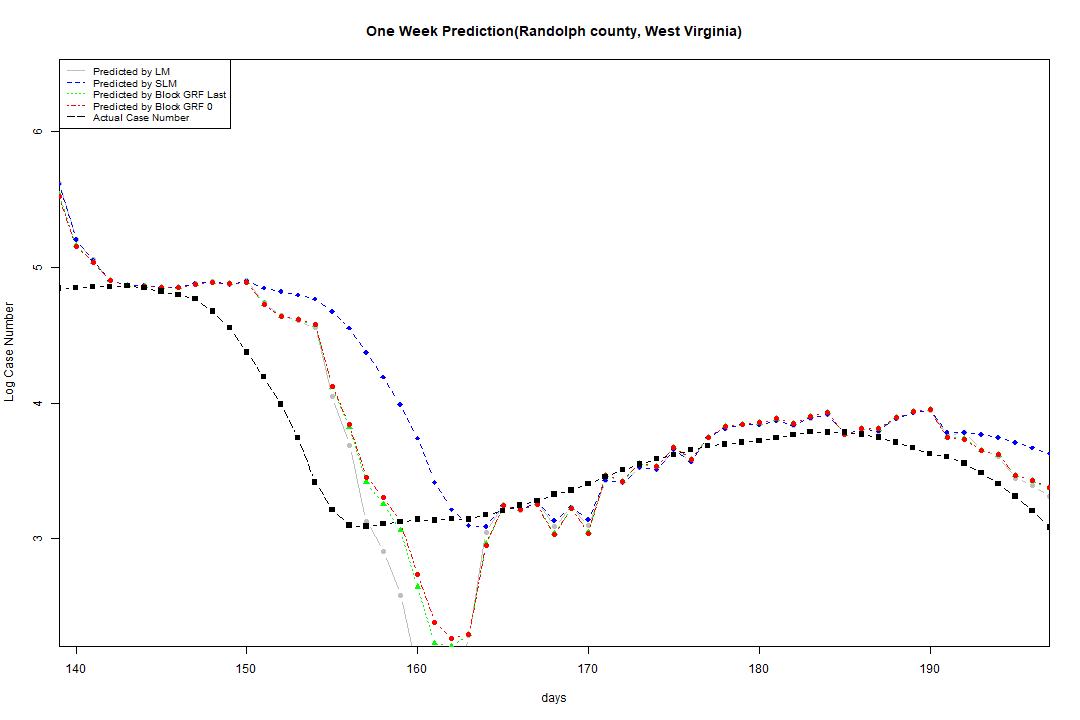 One Week Prediction(Randolph county, West Virginia)
Predicted by LM
Predicted by SLM
Predicted by Block GRF Last
Predicted by Block GRF 0
Actual Case Number
6
5
4
3
Log Case Number
140 150 160 170 180 190
days